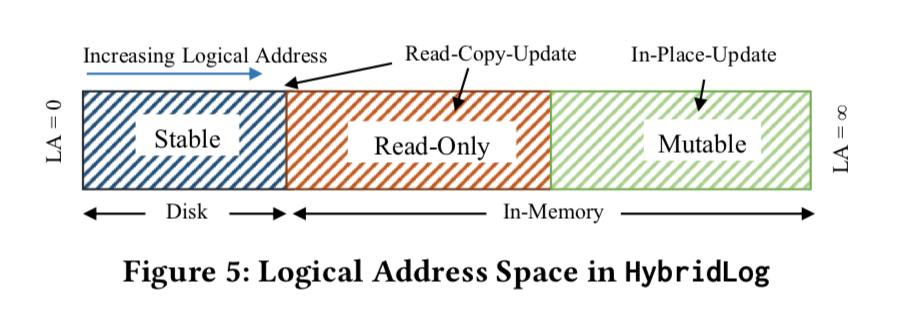 Increasing Logical Address
Read-Copy-Update
In-Place-Update
LA = 0
Stable
Read-Only
Mutable
LA = ∞
Disk
In-Memory
Figure 5: Logical Address Space in HybridLog